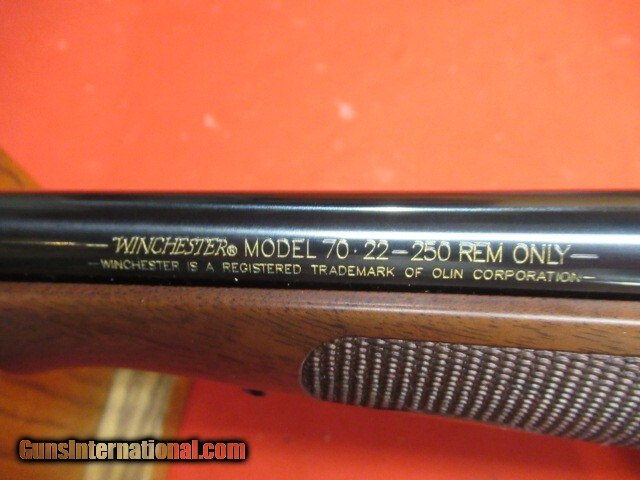 — WINCHESTER® MODEL 70 · 22 — 250 REM ONLY —
— WINCHESTER IS A REGISTERED TRADEMARK OF OLIN CORPORATION —
GunsInternational.com